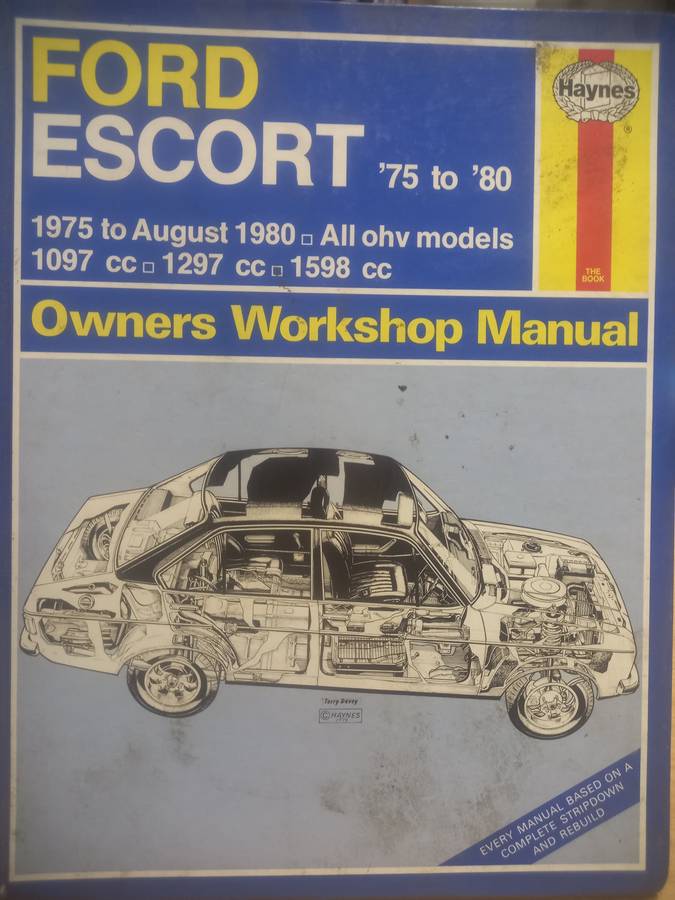 FORD
ESCORT '75 to '80
1975 to August 1980 □ All ohv models
1097 cc □ 1297 cc □ 1598 cc
Haynes
®
THE
BOOK
Owners Workshop Manual
Terry Davey
© HAYNES
EVERY MANUAL BASED ON A
COMPLETE STRIPDOWN
AND REBUILD